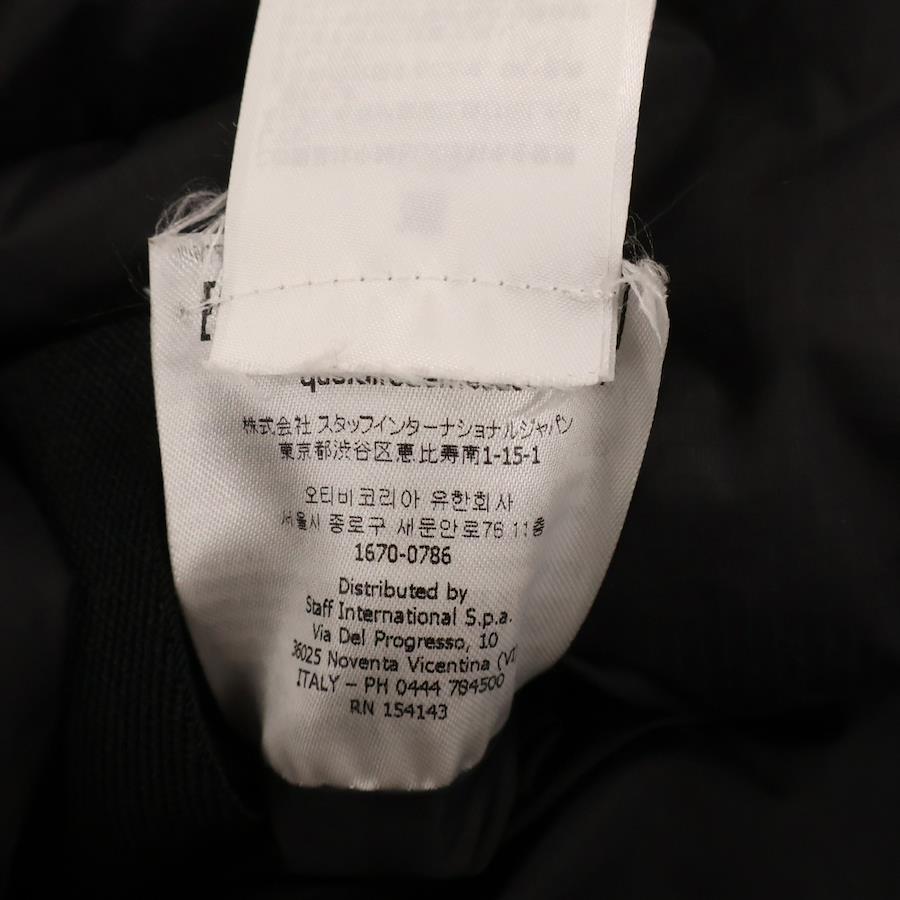 株式会社 スタッフインターナショナルジャパン
東京都渋谷区恵比寿南1-15-1
오티비코리아 유한회사
서울시 종로구 새문안로76 11층
1670-0786
Distributed by
Staff International S.p.a.
Via Del Progresso, 10
36025 Noventa Vicentina (VI
ITALY - PH 0444 784500
RN 154143